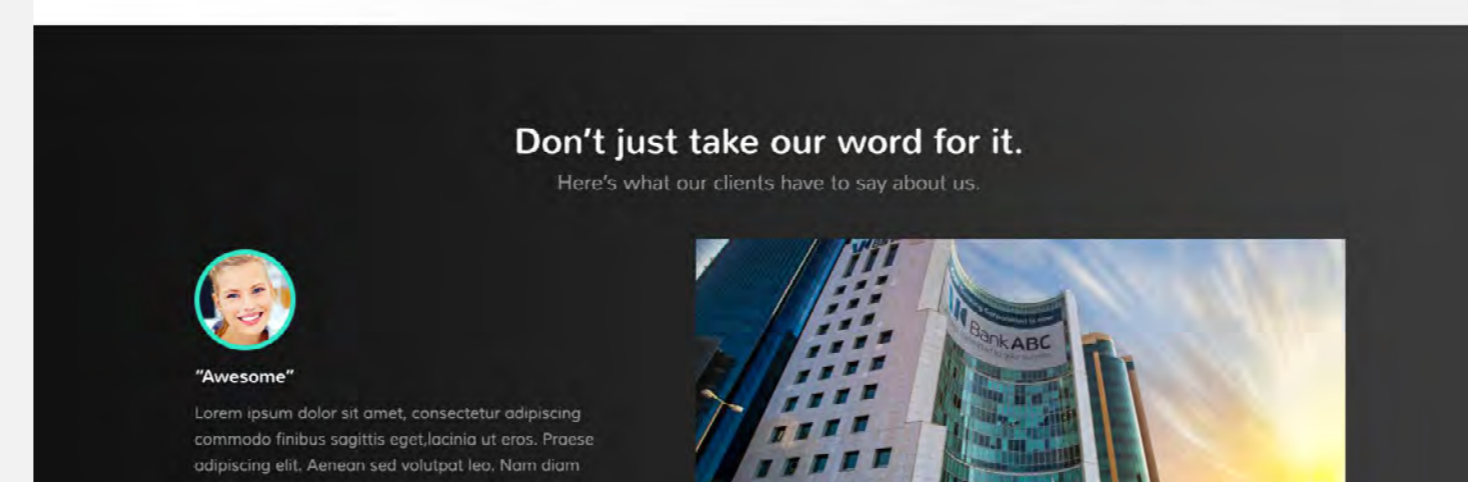 Don't just take our word for it.
Here's what our clients have to say about us.
"Awesome"
Lorem ipsum dolor sit amet, consectetur adipiscing
commodo finibus sagittis eget,lacinia ut eros. Praese
adipiscing elit. Aenean sed volutpat leo. Nam diam
BankABC